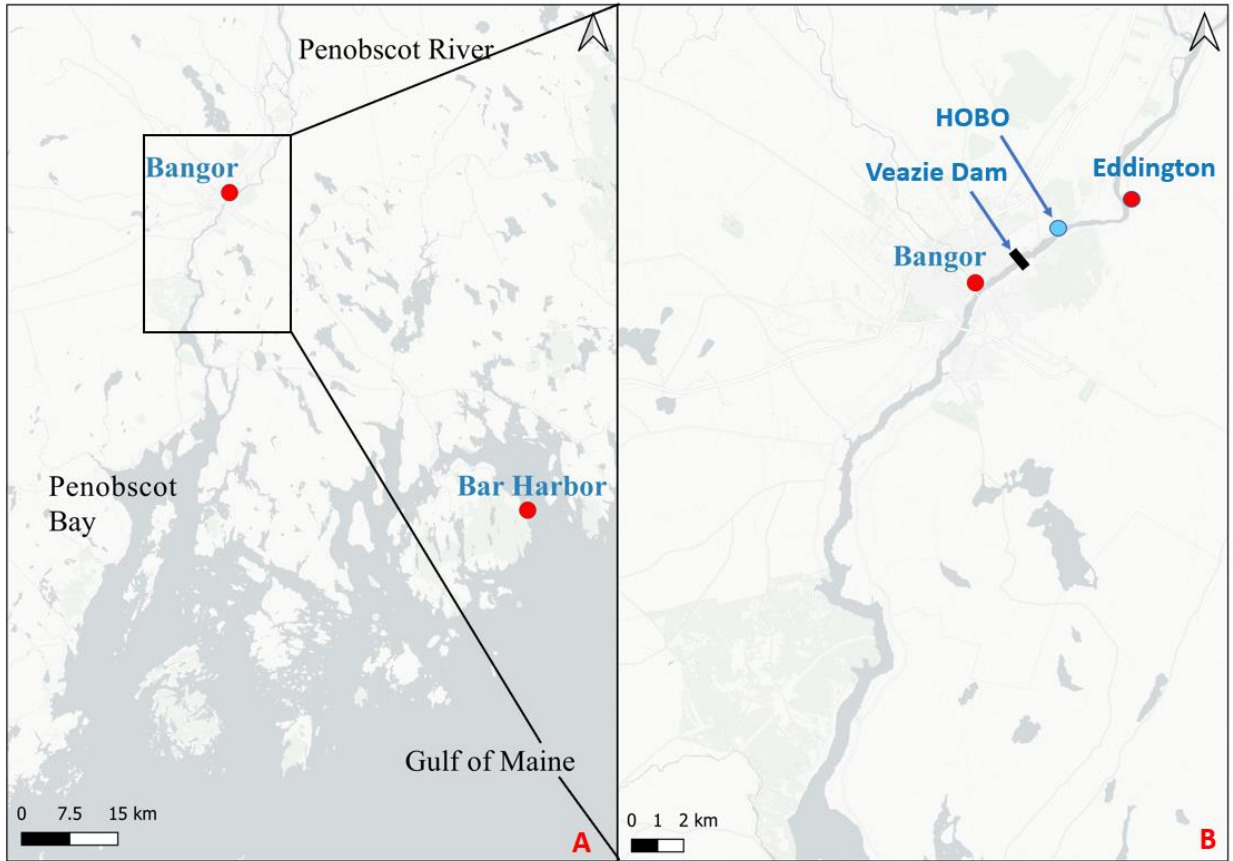 Penobscot River
Bangor
Penobscot
Bay
Bar Harbor
Gulf of Maine
0 7.5 15 km
A
HOBO
Veazie Dam
Eddington
Bangor
0 1 2 km
B